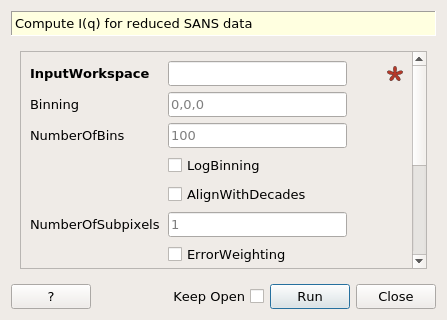 Compute I(q) for reduced SANS data
InputWorkspace
Binning 0,0,0
NumberOfBins 100
LogBinning
AlignWithDecades
NumberOfSubpixels 1
ErrorWeighting
? Keep Open Run Close